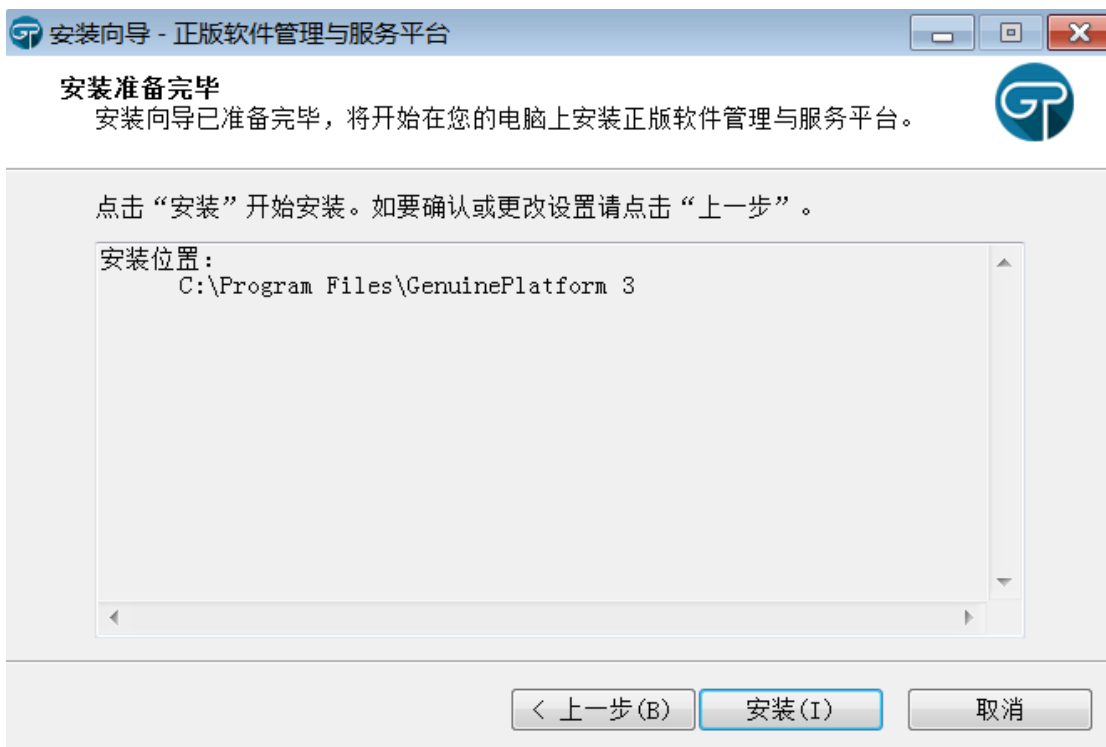 安装向导 - 正版软件管理与服务平台
安装准备完毕
安装向导已准备完毕，将开始在您的电脑上安装正版软件管理与服务平台。
点击“安装”开始安装。如要确认或更改设置请点击“上一步”。
安装位置:
C:\Program Files\GenuinePlatform 3
< 上一步(B)
安装(I)
取消